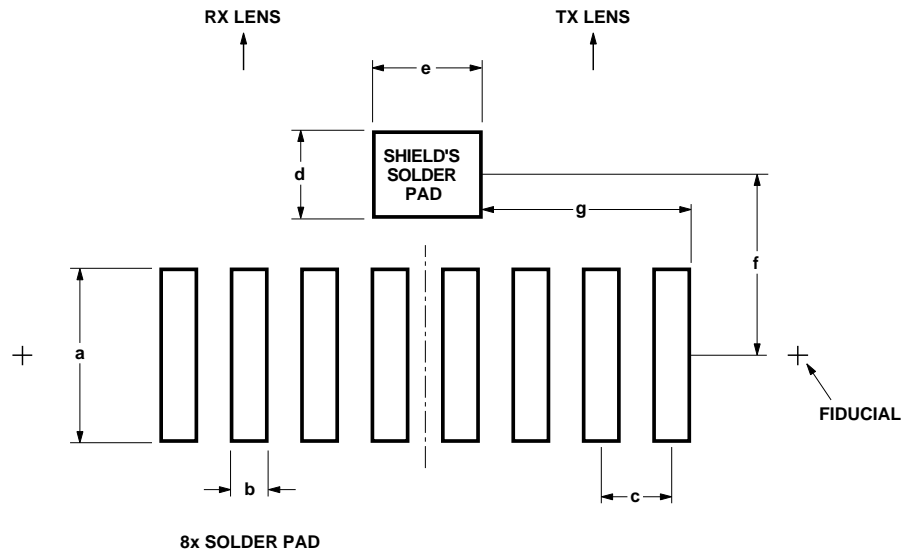 RX LENS
TX LENS
e
d
SHIELD'S
SOLDER
PAD
g
f
a
FIDUCIAL
b
c
8x SOLDER PAD